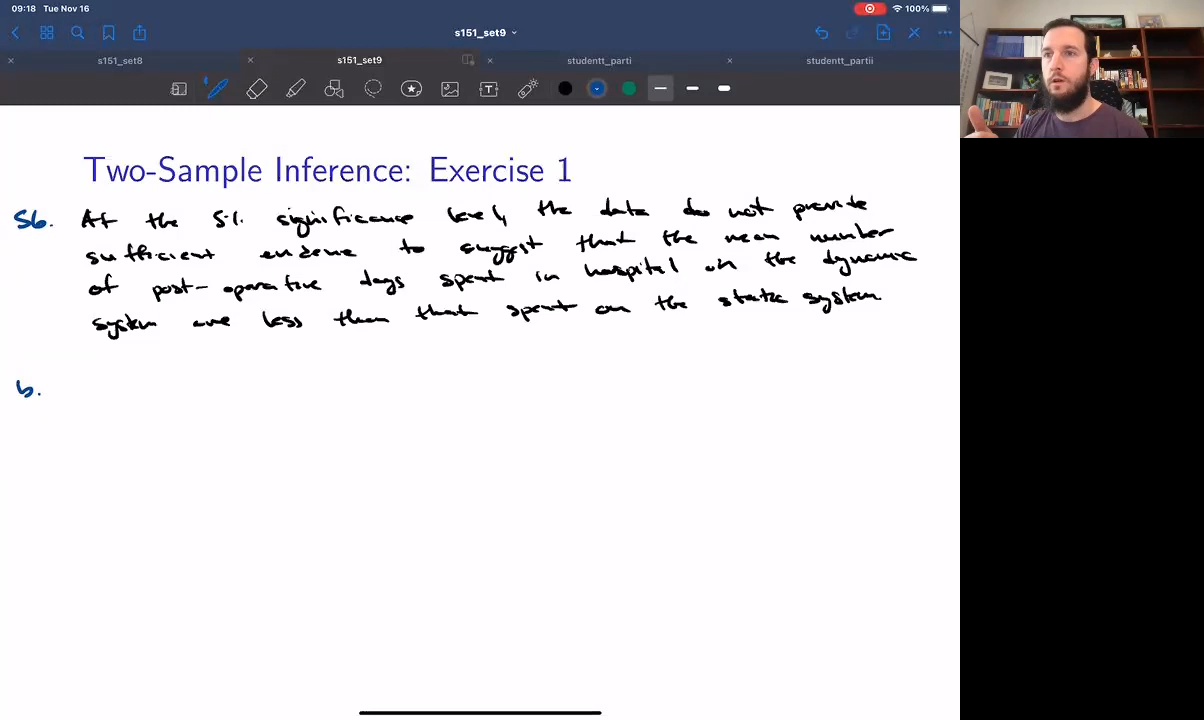 09:18 Tue Nov 16
100%
s151_set9
s151_set8
s151_set9
studentt_parti
studentt_partii
T
Two-Sample Inference: Exercise 1
S6. At the 5% significance level, the data do not provide
sufficient evidence to suggest that the mean number
of post-operative days spent in hospital on the dynamic
system are less than that spent on the static system
b.